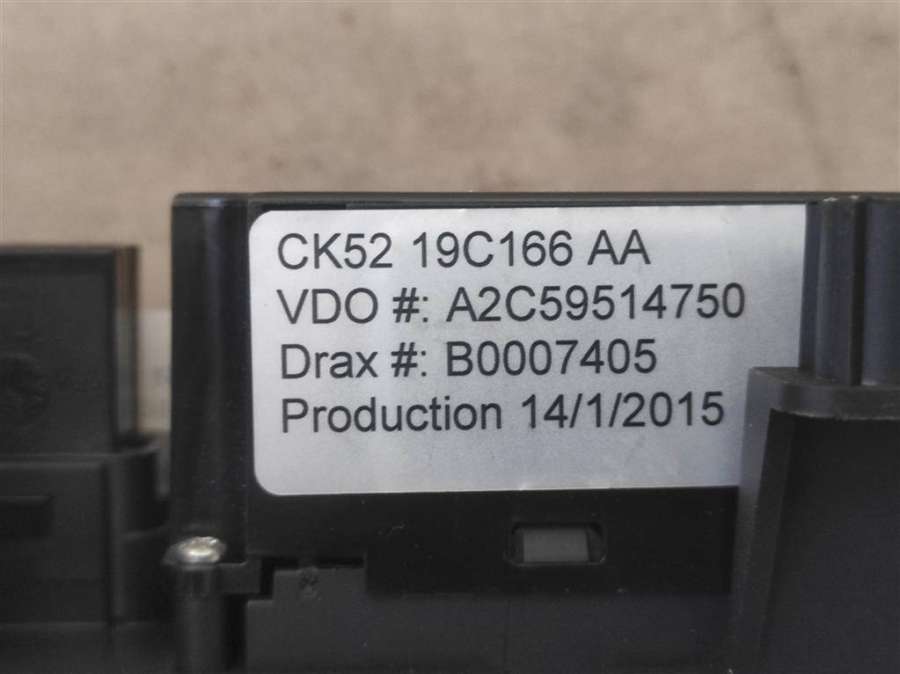 CK52 19C166 AA
VDO #: A2C59514750
Drax #: B0007405
Production 14/1/2015